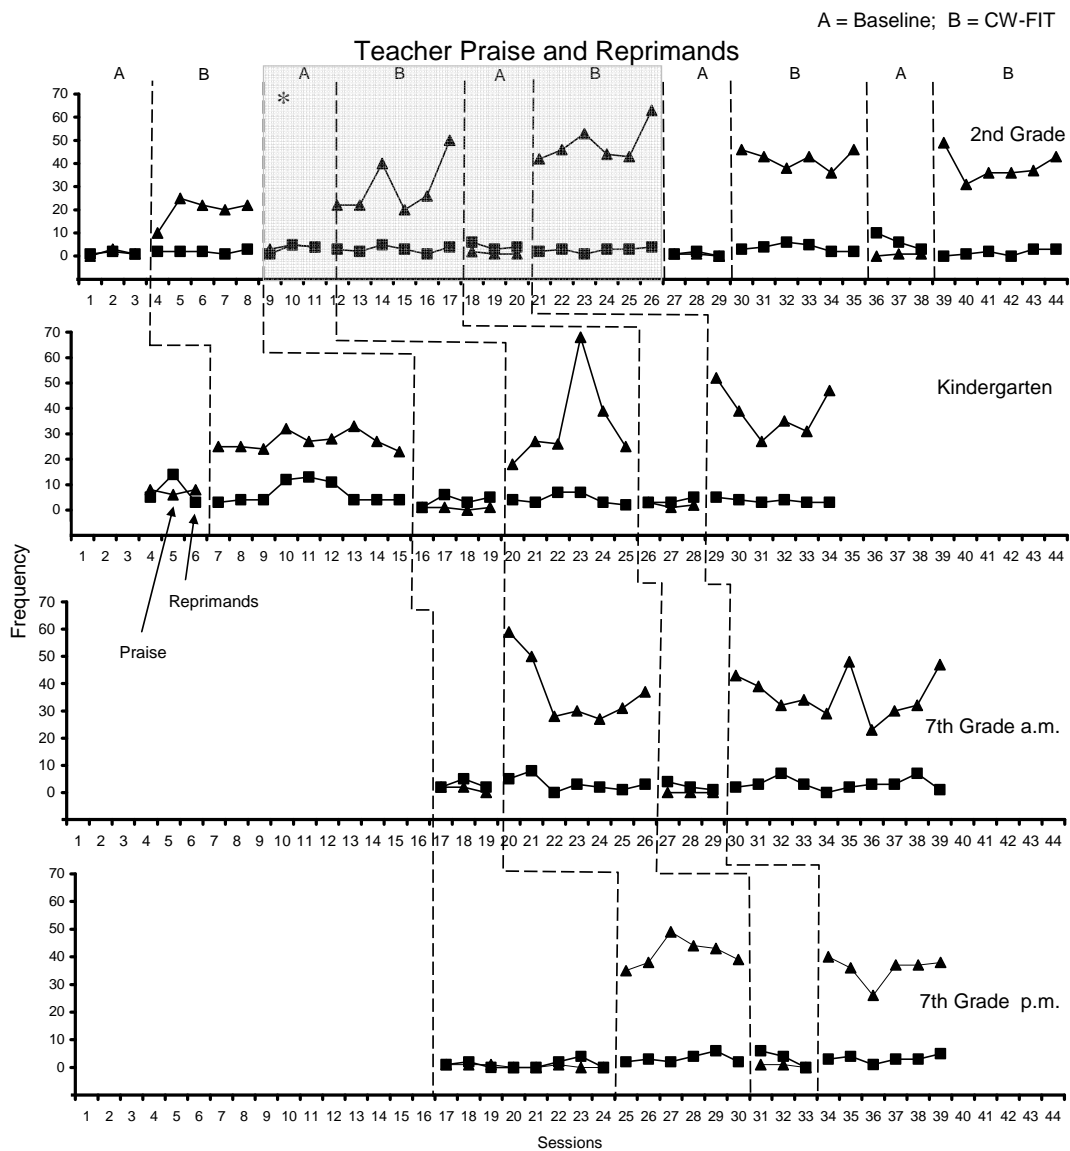 A = Baseline;  B = CW-FIT
Teacher Praise and Reprimands
A B A B A B A B A B
*
70
60
50
40
30
20
10
0
2nd Grade
1 2 3 4 5 6 7 8 9 10 11 12 13 14 15 16 17 18 19 20 21 22 23 24 25 26 27 28 29 30 31 32 33 34 35 36 37 38 39 40 41 42 43 44
70
60
50
40
30
20
10
0
Kindergarten
1 2 3 4 5 6 7 8 9 10 11 12 13 14 15 16 17 18 19 20 21 22 23 24 25 26 27 28 29 30 31 32 33 34 35 36 37 38 39 40 41 42 43 44
Reprimands
Praise
Frequency
70
60
50
40
30
20
10
0
7th Grade a.m.
1 2 3 4 5 6 7 8 9 10 11 12 13 14 15 16 17 18 19 20 21 22 23 24 25 26 27 28 29 30 31 32 33 34 35 36 37 38 39 40 41 42 43 44
70
60
50
40
30
20
10
0
7th Grade  p.m.
1 2 3 4 5 6 7 8 9 10 11 12 13 14 15 16 17 18 19 20 21 22 23 24 25 26 27 28 29 30 31 32 33 34 35 36 37 38 39 40 41 42 43 44
Sessions